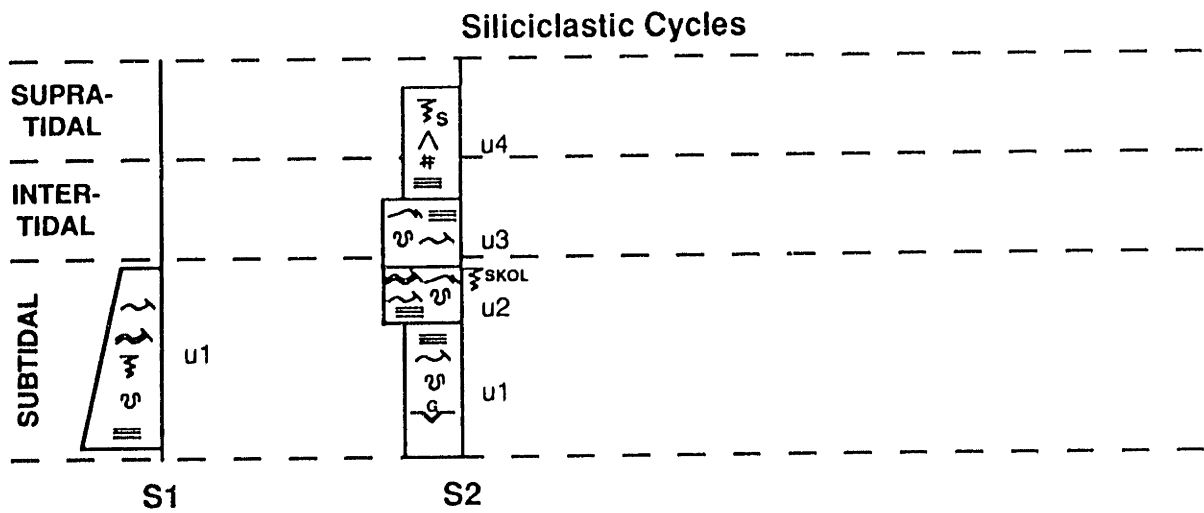 Siliciclastic Cycles
SUPRA-
TIDAL
INTER-
TIDAL
SUBTIDAL
u1
S
u4
#
u3
SKOL
u2
G
u1
S1
S2